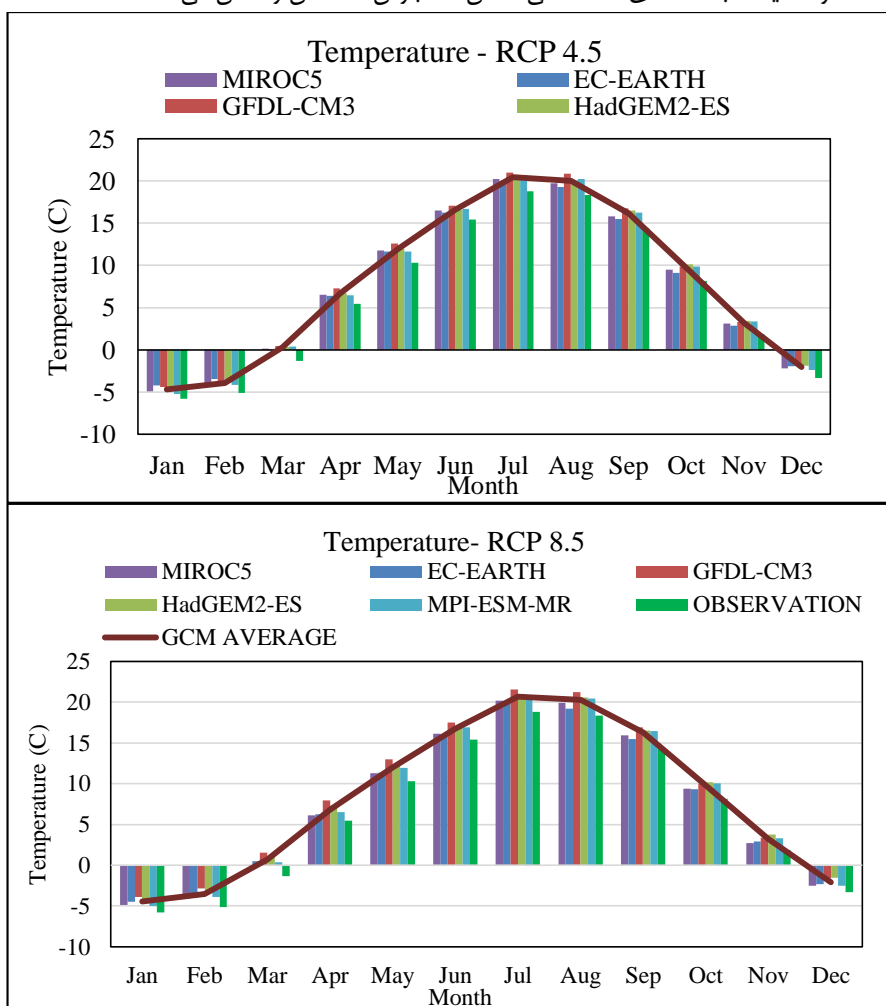 Temperature - RCP 4.5
MIROC5 EC-EARTH
GFDL-CM3 HadGEM2-ES
25
20
15
10
5
0
-5
-10
Temperature (C)
Jan Feb Mar Apr May Jun Jul Aug Sep Oct Nov Dec
Month
Temperature- RCP 8.5
MIROC5 EC-EARTH GFDL-CM3
HadGEM2-ES MPI-ESM-MR OBSERVATION
GCM AVERAGE
25
20
15
10
5
0
-5
-10
Temperature (C)
Jan Feb Mar Apr May Jun Jul Aug Sep Oct Nov Dec
Month